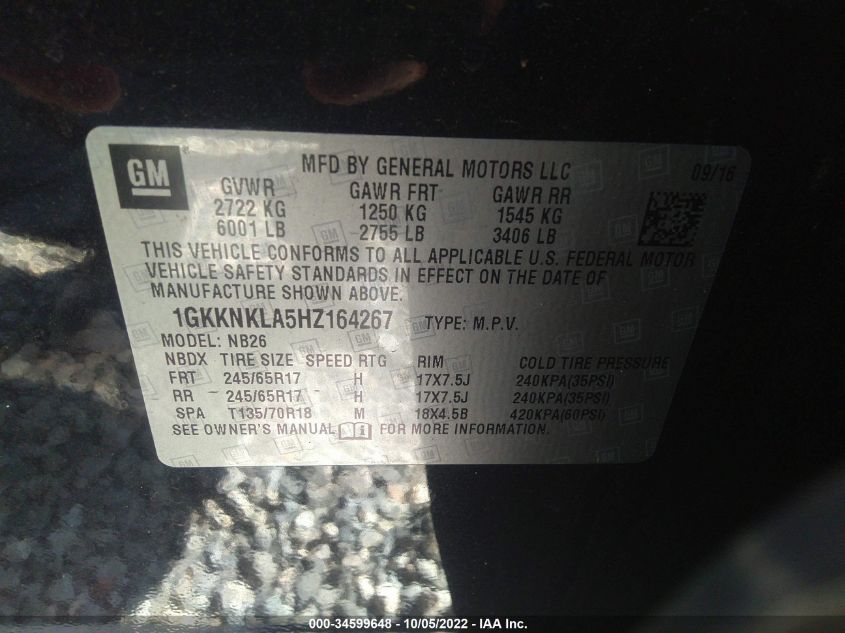 GM
MFD BY GENERAL MOTORS LLC 09/16
GVWR GAWR FRT GAWR RR
2722 KG 1250 KG 1545 KG
6001 LB 2755 LB 3406 LB
THIS VEHICLE CONFORMS TO ALL APPLICABLE U.S. FEDERAL MOTOR
VEHICLE SAFETY STANDARDS IN EFFECT ON THE DATE OF
MANUFACTURE SHOWN ABOVE.
1GKKNKLA5HZ164267 TYPE: M.P.V.
MODEL: NB26
NBDX TIRE SIZE SPEED RTG RIM COLD TIRE PRESSURE
FRT 245/65R17 H 17X7.5J 240KPA(35PSI)
RR 245/65R17 H 17X7.5J 240KPA(35PSI)
SPA T135/70R18 M 18X4.5B 420KPA(60PSI)
SEE OWNER'S MANUAL FOR MORE INFORMATION.
000-34599648 - 10/05/2022 - IAA Inc.